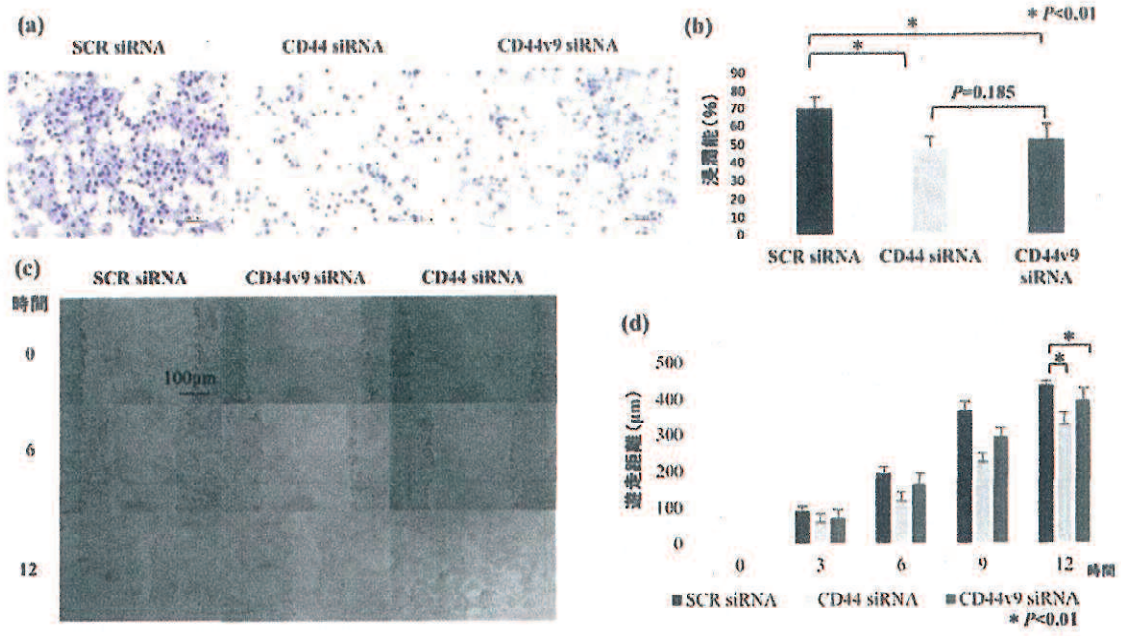 (a)
SCR siRNA CD44 siRNA CD44v9 siRNA
(b)
* P<0.01
*
*
P=0.185
浸潤能(%)
90
80
70
60
50
40
30
20
10
0
SCR siRNA CD44 siRNA CD44v9
siRNA
(c)
SCR siRNA CD44v9 siRNA CD44 siRNA
時間
0
100μm
6
12
(d)
*
*
遊走距離(μm)
500
400
300
200
100
0
0 3 6 9 12 時間
SCR siRNA CD44 siRNA CD44v9 siRNA
* P<0.01